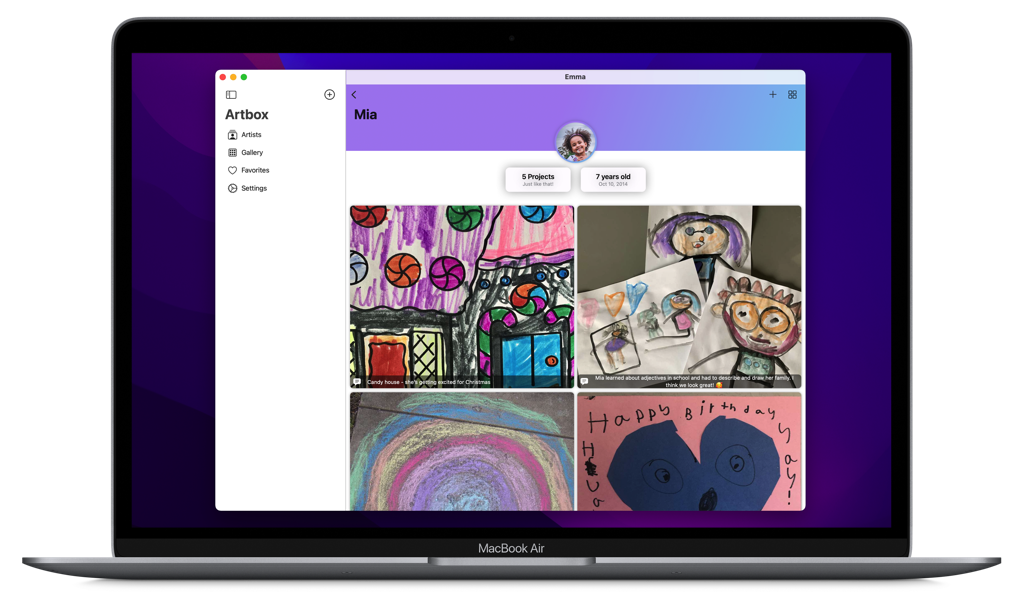 Emma
Artbox
Artists
Gallery
Favorites
Settings
Mia
5 Projects
Just like that!
7 years old
Oct 10, 2014
Candy house - she's getting excited for Christmas
Mia learned about adjectives in school and had to describe and draw her family. I
think we look great! 🥰
Happy Birthday
say!
MacBook Air